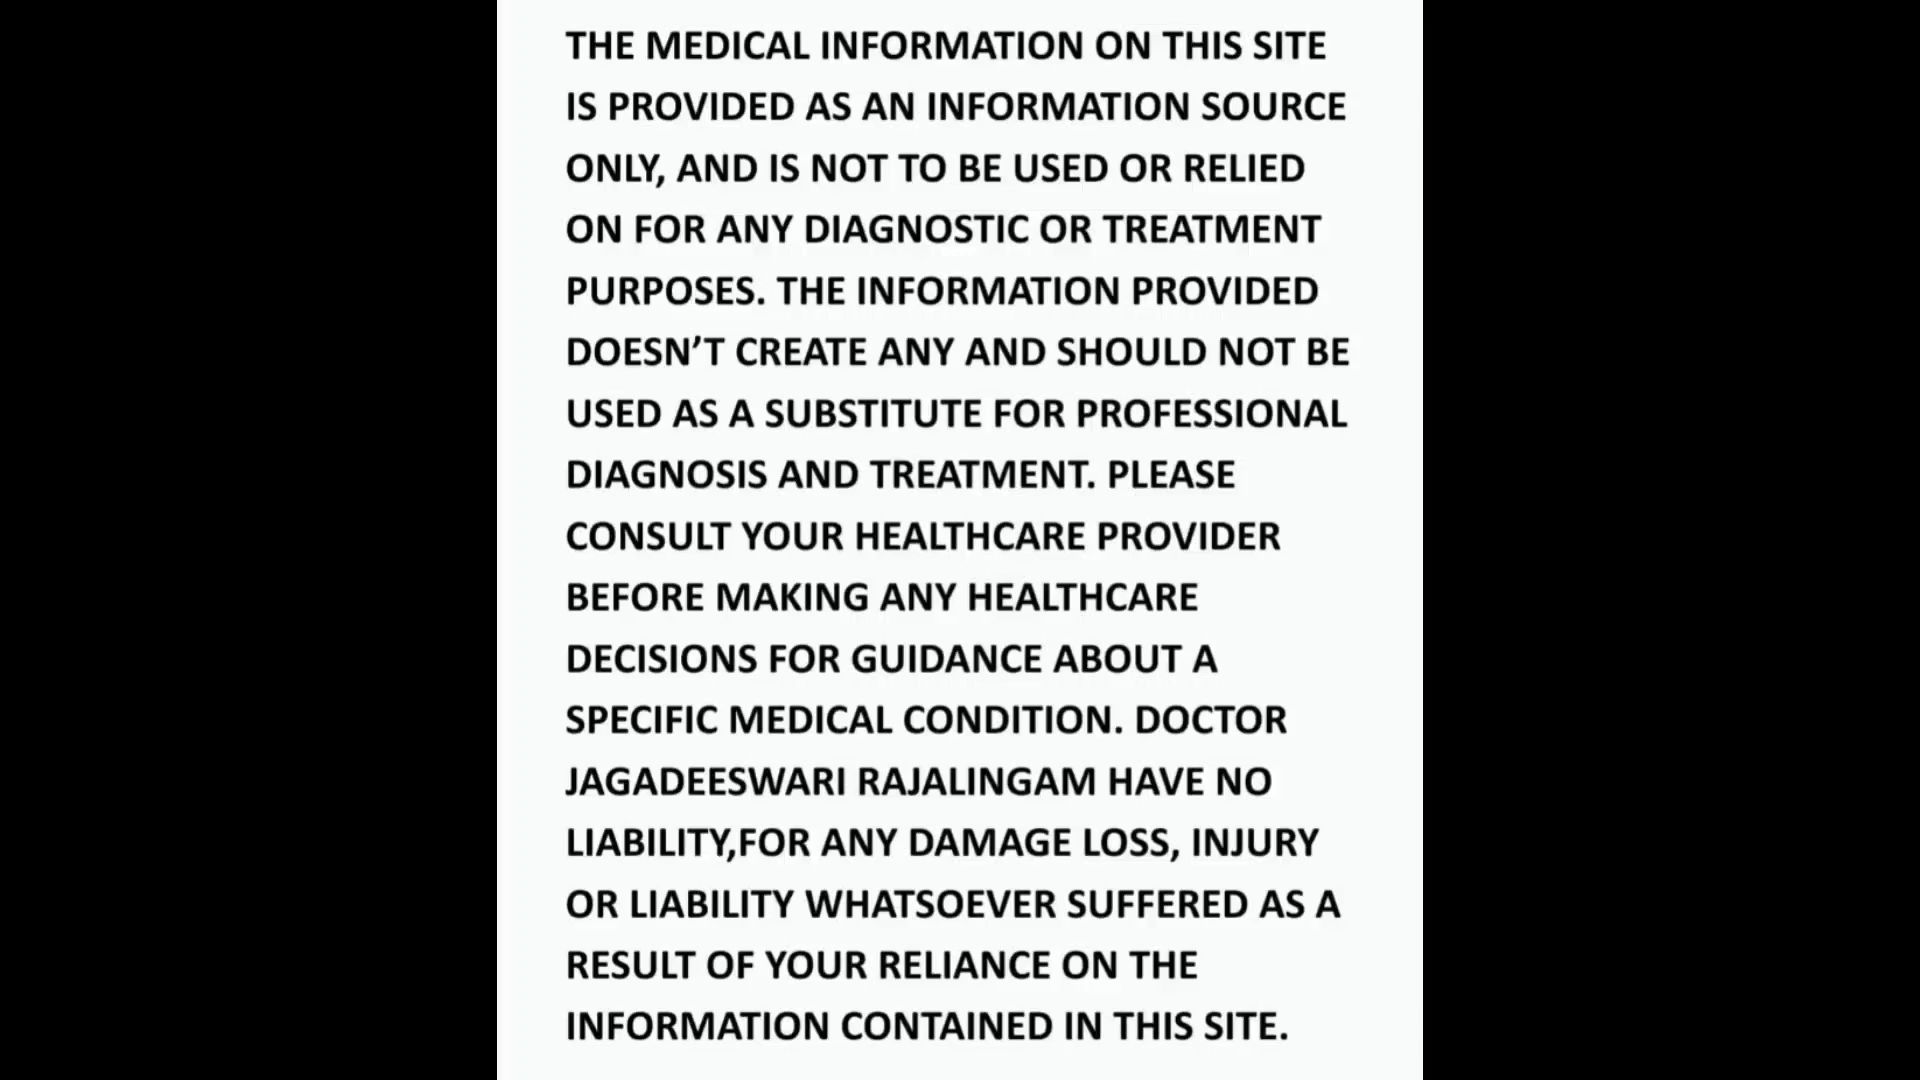 THE MEDICAL INFORMATION ON THIS SITE
IS PROVIDED AS AN INFORMATION SOURCE
ONLY, AND IS NOT TO BE USED OR RELIED
ON FOR ANY DIAGNOSTIC OR TREATMENT
PURPOSES. THE INFORMATION PROVIDED
DOESN’T CREATE ANY AND SHOULD NOT BE
USED AS A SUBSTITUTE FOR PROFESSIONAL
DIAGNOSIS AND TREATMENT. PLEASE
CONSULT YOUR HEALTHCARE PROVIDER
BEFORE MAKING ANY HEALTHCARE
DECISIONS FOR GUIDANCE ABOUT A
SPECIFIC MEDICAL CONDITION. DOCTOR
JAGADEESWARI RAJALINGAM HAVE NO
LIABILITY,FOR ANY DAMAGE LOSS, INJURY
OR LIABILITY WHATSOEVER SUFFERED AS A
RESULT OF YOUR RELIANCE ON THE
INFORMATION CONTAINED IN THIS SITE.